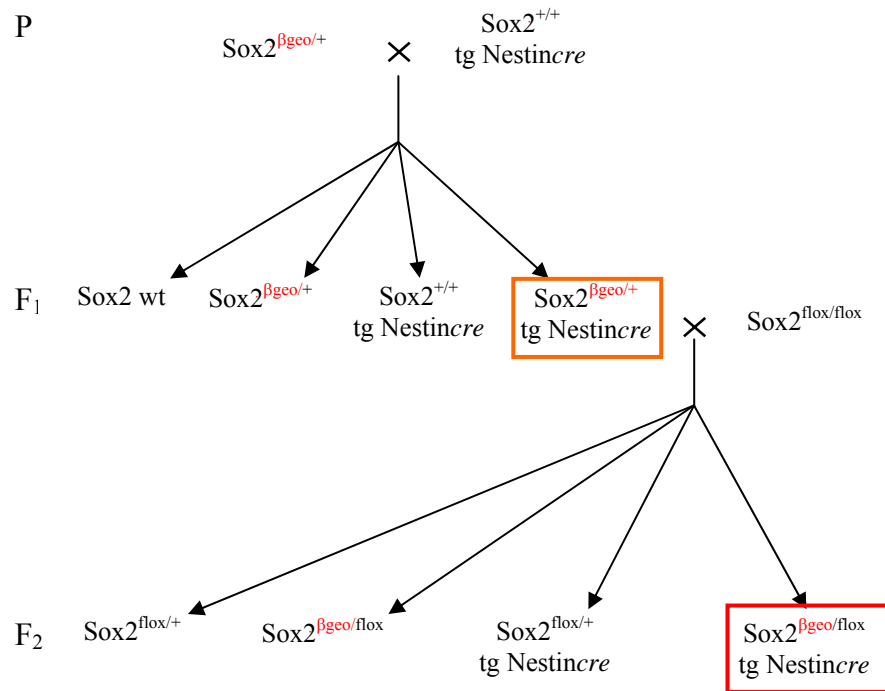 P
Sox2βgeo/+ × Sox2+/+
tg Nestincre
F1 Sox2 wt Sox2βgeo/+ Sox2+/+ Sox2βgeo/+ × Sox2flox/flox
tg Nestincre tg Nestincre
F2 Sox2flox/+ Sox2βgeo/flox Sox2flox/+ Sox2βgeo/flox
tg Nestincre tg Nestincre